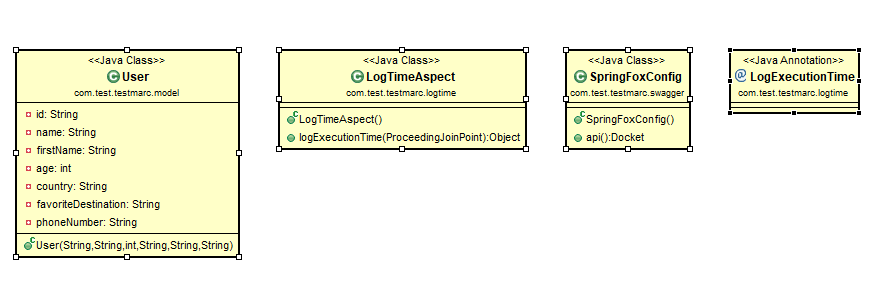 <<Java Class>>
User
com.test.testmarc.model
id: String
name: String
firstName: String
age: int
country: String
favoriteDestination: String
phoneNumber: String
User(String,String,int,String,String,String)
<<Java Class>>
LogTimeAspect
com.test.testmarc.logtime
LogTimeAspect()
logExecutionTime(ProceedingJoinPoint):Object
<<Java Class>>
SpringFoxConfig
com.test.testmarc.swagger
SpringFoxConfig()
api():Docket
<<Java Annotation>>
LogExecutionTime
com.test.testmarc.logtime